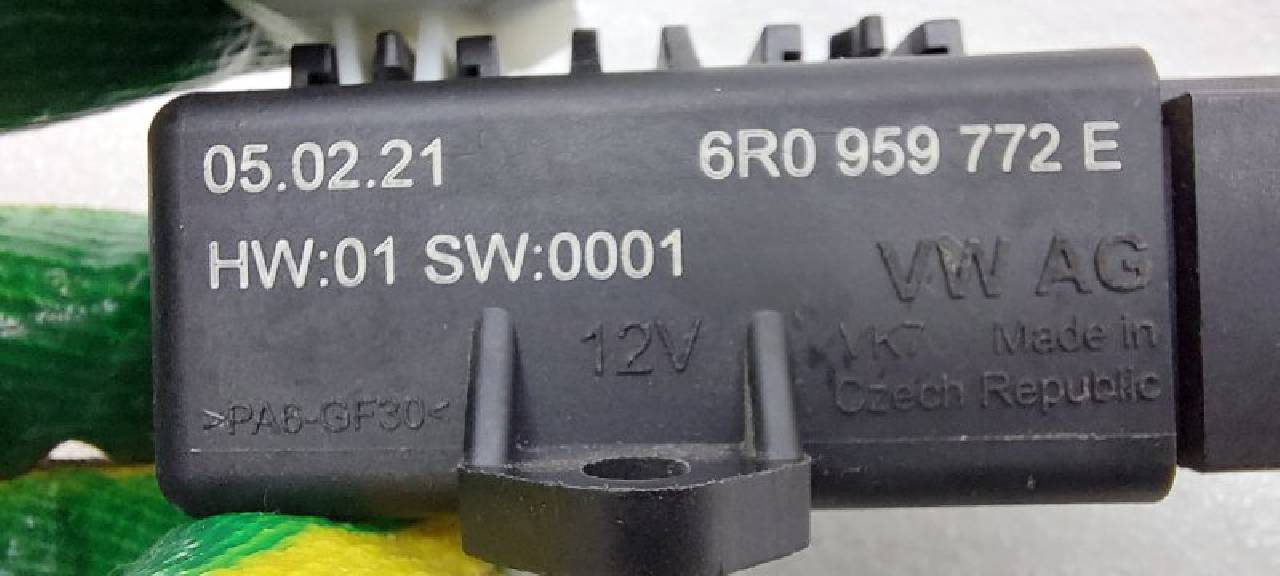 05.02.21 6R0 959 772 E
HW:01 SW:0001
VW AG
12V VK7 Made in
Czech Republic
>PA6-GF30<